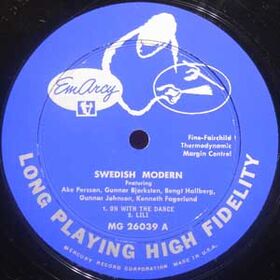 EmArcy
Fine-Fairchild
Thermodynamic
Margin Control
SWEDISH MODERN
Featuring
Ake Persson, Gunnar Bjorksten, Bengt Hallberg,
Gunnar Johnson, Kenneth Fagerlund
1. ON WITH THE DANCE
2. LILI
MG 26039 A
LONG PLAYING HIGH FIDELITY
MERCURY RECORD CORPORATION MADE IN U.S.A.